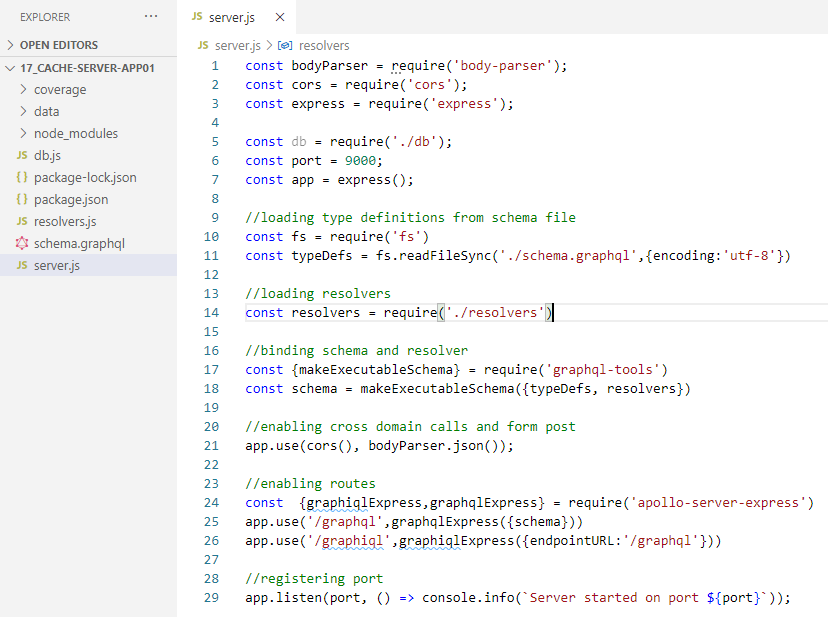 EXPLORER
...
JS server.js ×
OPEN EDITORS
JS server.js > resolvers
17_CACHE-SERVER-APP01
coverage
data
node_modules
JS db.js
{} package-lock.json
{} package.json
JS resolvers.js
schema.graphql
JS server.js
1 const bodyParser = require('body-parser');
2 const cors = require('cors');
3 const express = require('express');
4
5 const db = require('./db');
6 const port = 9000;
7 const app = express();
8
9 //loading type definitions from schema file
10 const fs = require('fs')
11 const typeDefs = fs.readFileSync('./schema.graphql',{encoding:'utf-8'})
12
13 //loading resolvers
14 const resolvers = require('./resolvers')
15
16 //binding schema and resolver
17 const {makeExecutableSchema} = require('graphql-tools')
18 const schema = makeExecutableSchema({typeDefs, resolvers})
19
20 //enabling cross domain calls and form post
21 app.use(cors(), bodyParser.json());
22
23 //enabling routes
24 const  {graphiqlExpress,graphqlExpress} = require('apollo-server-express')
25 app.use('/graphql',graphqlExpress({schema}))
26 app.use('/graphiql',graphiqlExpress({endpointURL:'/graphql'}))
27
28 //registering port
29 app.listen(port, () => console.info(`Server started on port ${port}`));